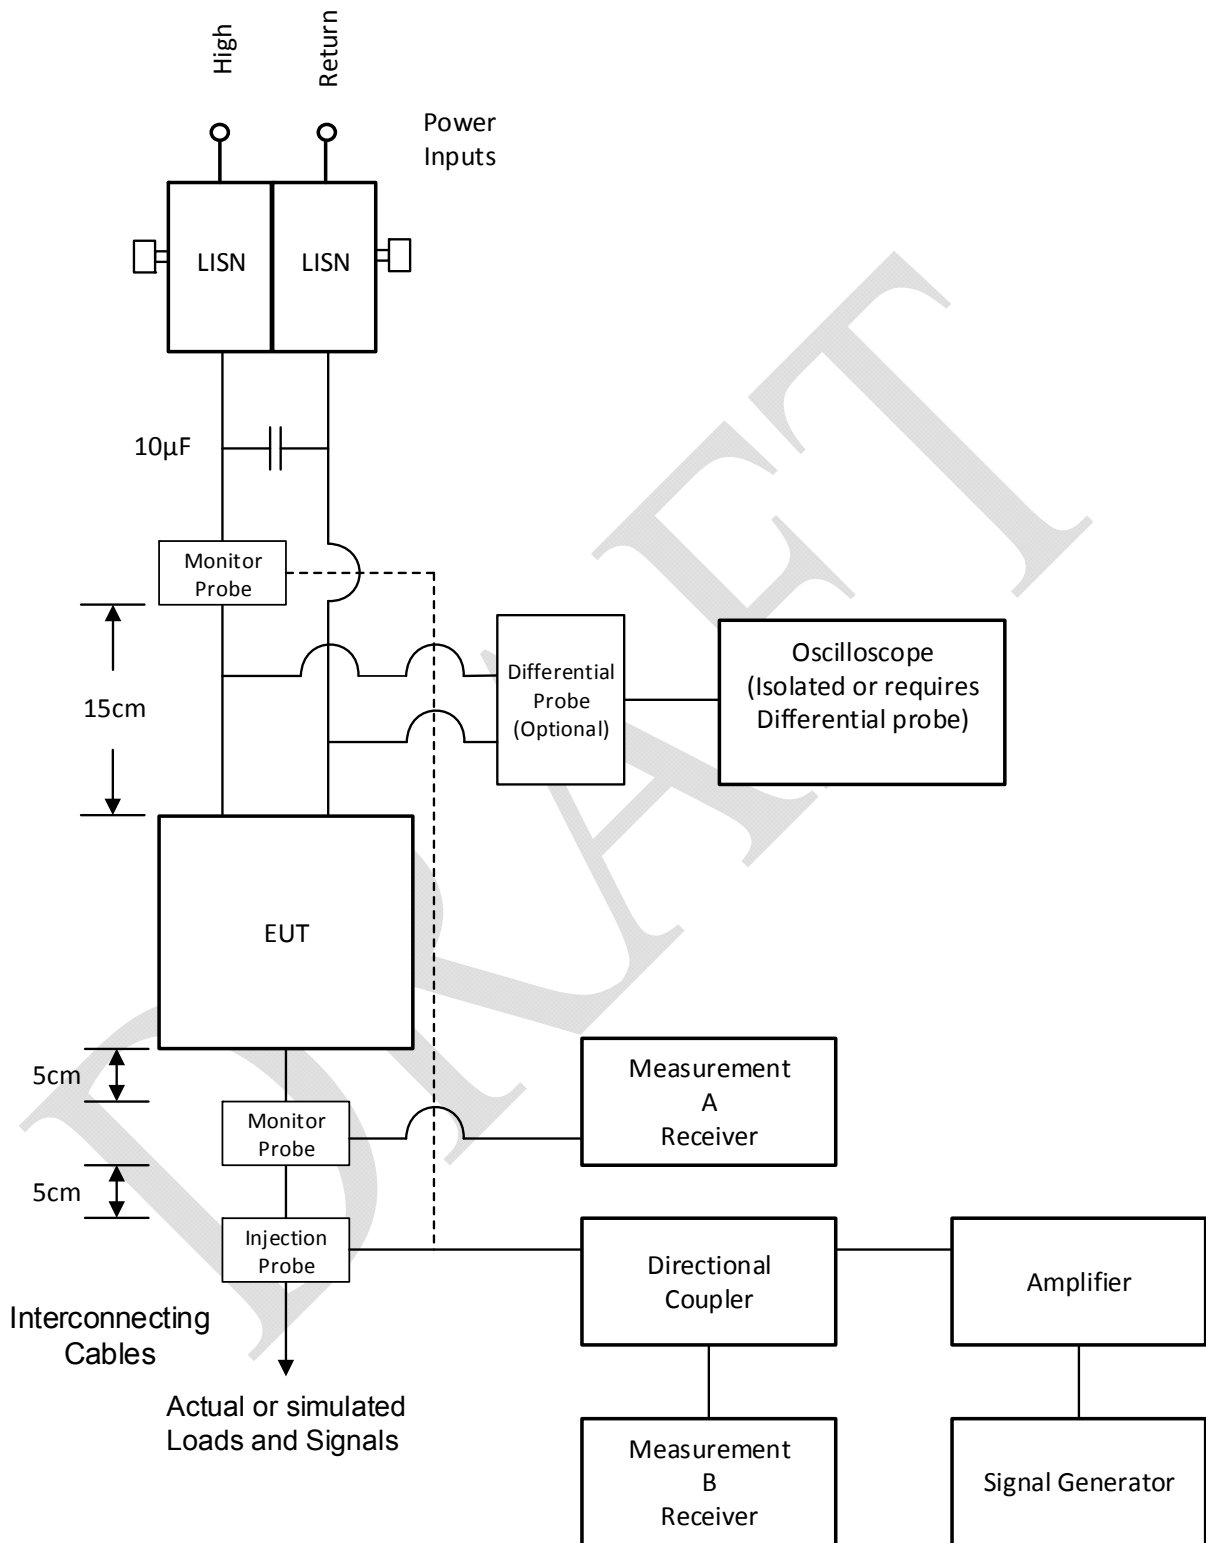 High
Return
Power
Inputs
LISN
LISN
10µF
Monitor
Probe
15cm
Differential
Probe
(Optional)
Oscilloscope
(Isolated or requires
Differential probe)
EUT
5cm
Monitor
Probe
Measurement
A
Receiver
5cm
Injection
Probe
Directional
Coupler
Amplifier
Interconnecting
Cables
Actual or simulated
Loads and Signals
Measurement
B
Receiver
Signal Generator
DRAFT